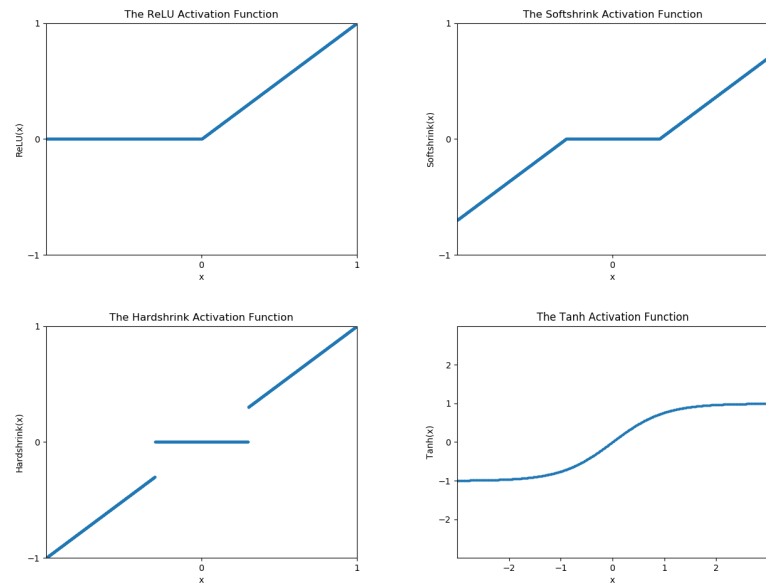 The ReLU Activation Function
1
0
−1
ReLU(x)
0
1
x
The Softshrink Activation Function
1
0
−1
Softshrink(x)
0
x
The Hardshrink Activation Function
1
0
−1
Hardshrink(x)
0
1
x
The Tanh Activation Function
2
1
0
−1
−2
Tanh(x)
−2
−1
0
1
2
x